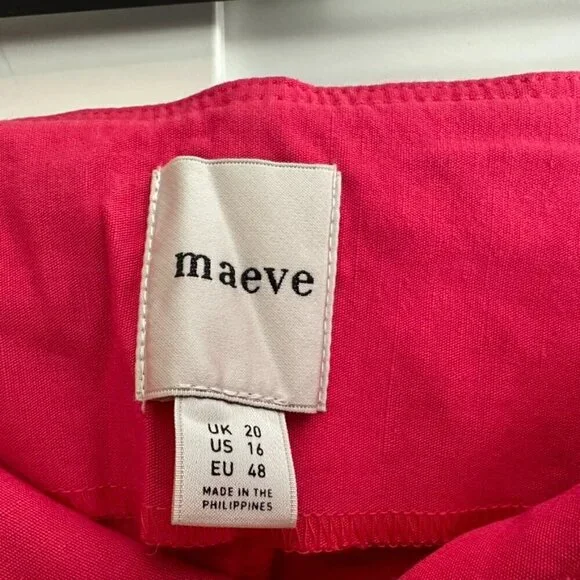 maeve
UK 20
US 16
EU 48
MADE IN THE
PHILIPPINES